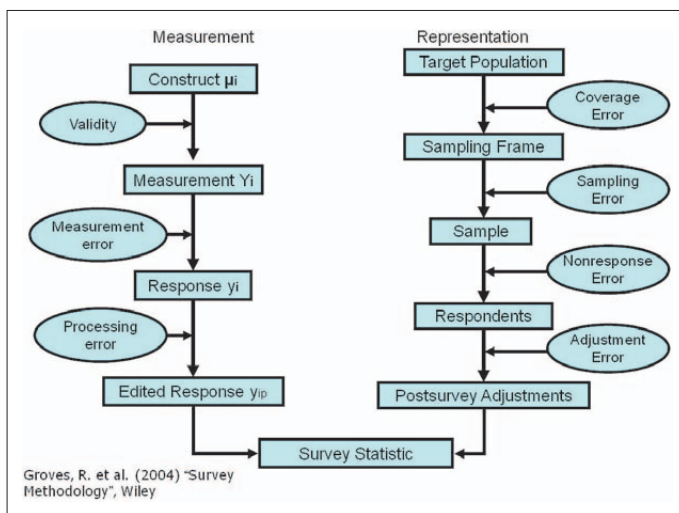 Measurement
Construct μi
Validity
Measurement Yi
Measurement
error
Response yi
Processing
error
Edited Response yip
Representation
Target Population
Coverage
Error
Sampling Frame
Sampling
Error
Sample
Nonresponse
Error
Respondents
Adjustment
Error
Postsurvey Adjustments
Survey Statistic
Groves, R. et al. (2004) “Survey
Methodology”, Wiley